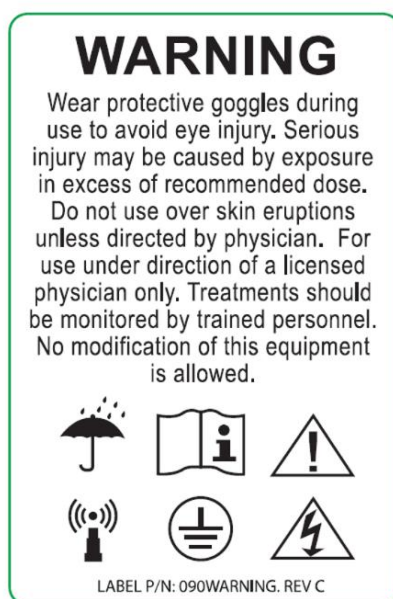 WARNING
Wear protective goggles during
use to avoid eye injury. Serious
injury may be caused by exposure
in excess of recommended dose.
Do not use over skin eruptions
unless directed by physician. For
use under direction of a licensed
physician only. Treatments should
be monitored by trained personnel.
No modification of this equipment
is allowed.
LABEL P/N: 090WARNING. REV C